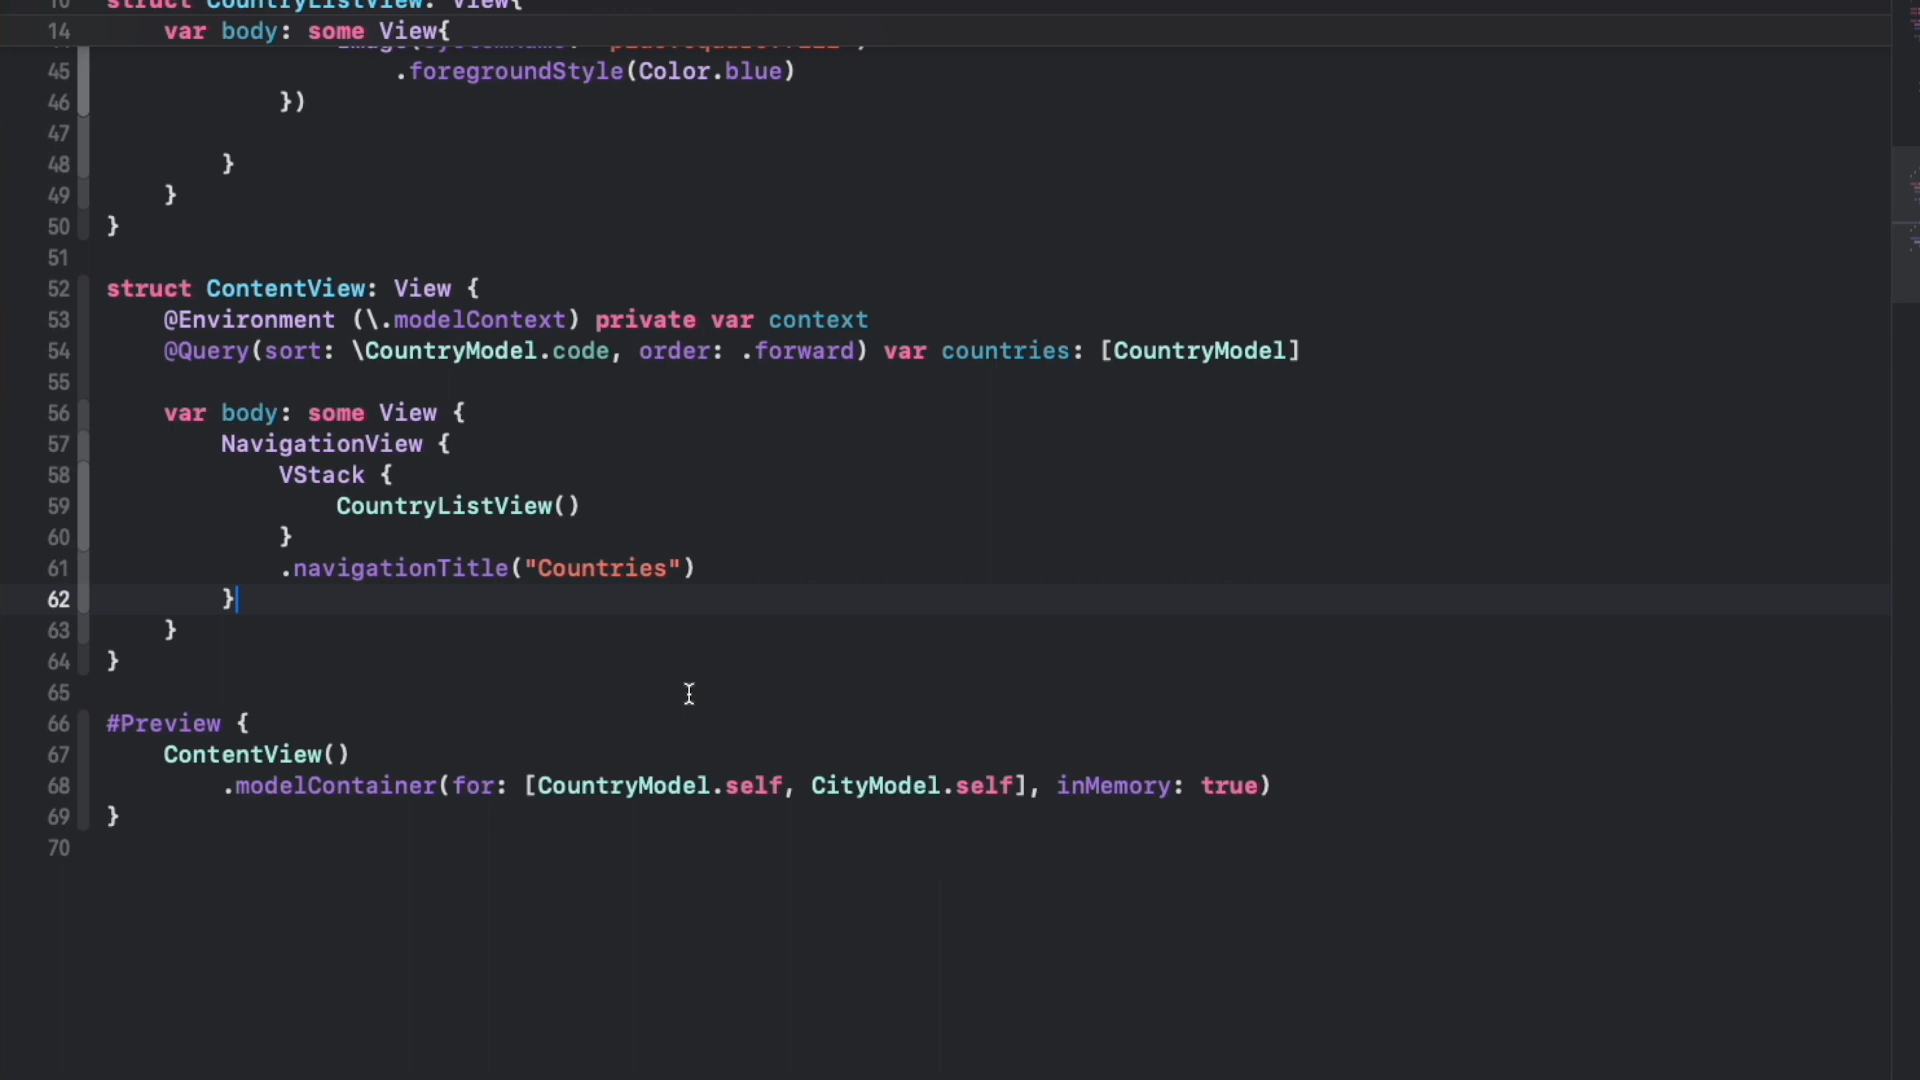 struct CountryListView: View{
14 var body: some View{
45 .foregroundStyle(Color.blue)
46 })
47
48 }
49 }
50 }
51
52 struct ContentView: View {
53 @Environment (\.modelContext) private var context
54 @Query(sort: \CountryModel.code, order: .forward) var countries: [CountryModel]
55
56 var body: some View {
57 NavigationView {
58 VStack {
59 CountryListView()
60 }
61 .navigationTitle("Countries")
62 }
63 }
64 }
65
66 #Preview {
67 ContentView()
68 .modelContainer(for: [CountryModel.self, CityModel.self], inMemory: true)
69 }
70